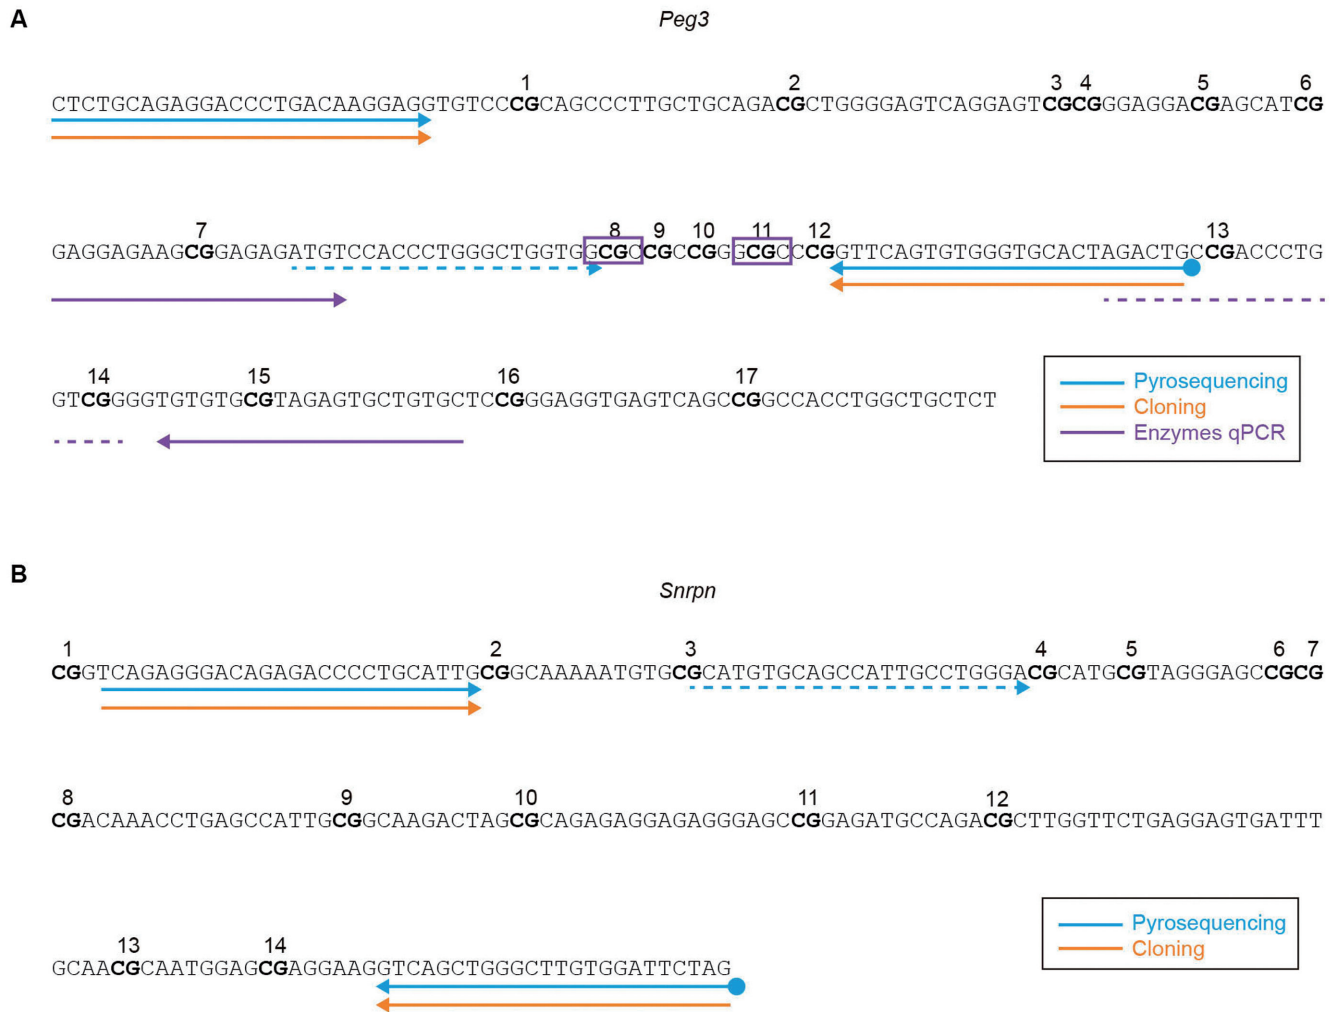 A
Peg3
1 2 3 4 5 6
CTCTGCAGAGGACCCTGACAAGGAGGTGTCCCGCAGCCCTTGCTGCAGACGCTGGGGAGTCAGGAGTCGCGGGAGGACGAGCATCG
7 8 9 10 11 12 13
GAGGAGAAGCGGAGAGATGTCCACCCTGGGCTGGTGGCGCCGCCGGGCGCCCGGTTCAGTGTGGGTGCACTAGACTGCCGACCCTG
14 15 16 17
GTCGGGGTGTGTGCGTAGAGTGCTGTGCTCCGGGAGGTGAGTCAGCCGGCCACCTGGCTGCTCT
Pyrosequencing
Cloning
Enzymes qPCR
B
Snrpn
1 2 3 4 5 6 7
CGGTCAGAGGGACAGAGACCCCTGCATTGCGGCAAAAATGTGCGCATGTGCAGCCATTGCCTGGGACGCATGCGTAGGGAGCCGCG
8 9 10 11 12
CGACAAACCTGAGCCATTGCGGCAAGACTAGCGCAGAGAGGAGAGGGAGCCGGAGATGCCAGACGCTTGGTTCTGAGGAGTGATTT
13 14
GCAACGCAATGGAGCGAGGAAGGTCAGCTGGGCTTGTGGATTCTAG
Pyrosequencing
Cloning